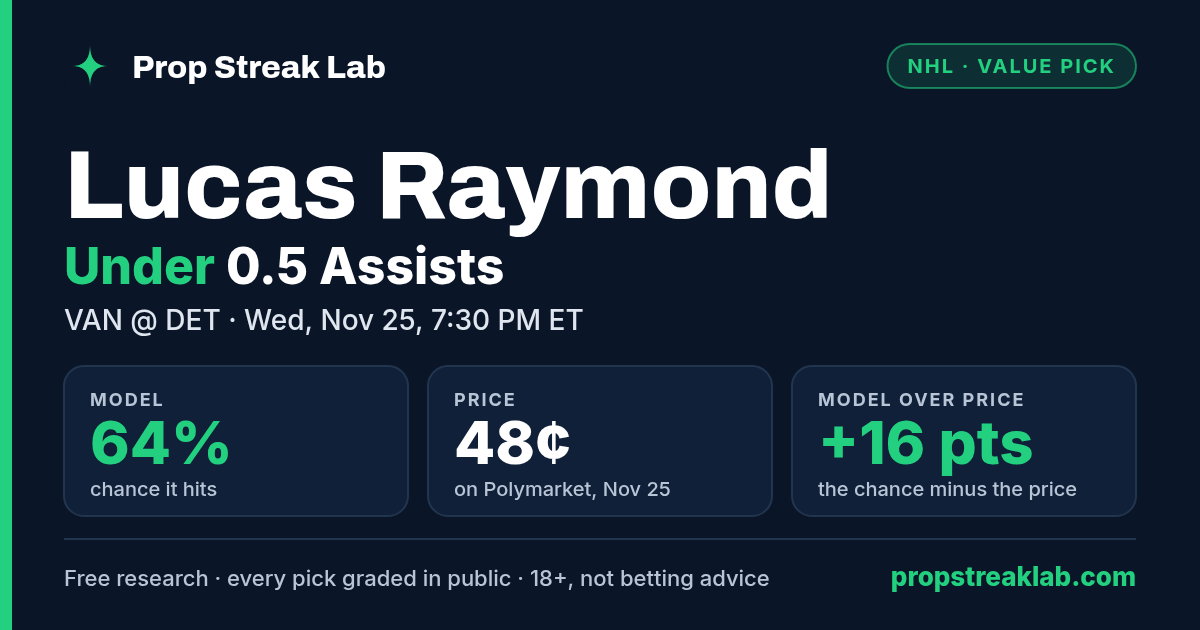 Prop Streak Lab
NHL · VALUE PICK
Lucas Raymond
Under 0.5 Assists
VAN @ DET · Wed, Nov 25, 7:30 PM ET
MODEL
64%
chance it hits
PRICE
48¢
on Polymarket, Nov 25
MODEL OVER PRICE
+16 pts
the chance minus the price
Free research · every pick graded in public · 18+, not betting advice
propstreaklab.com